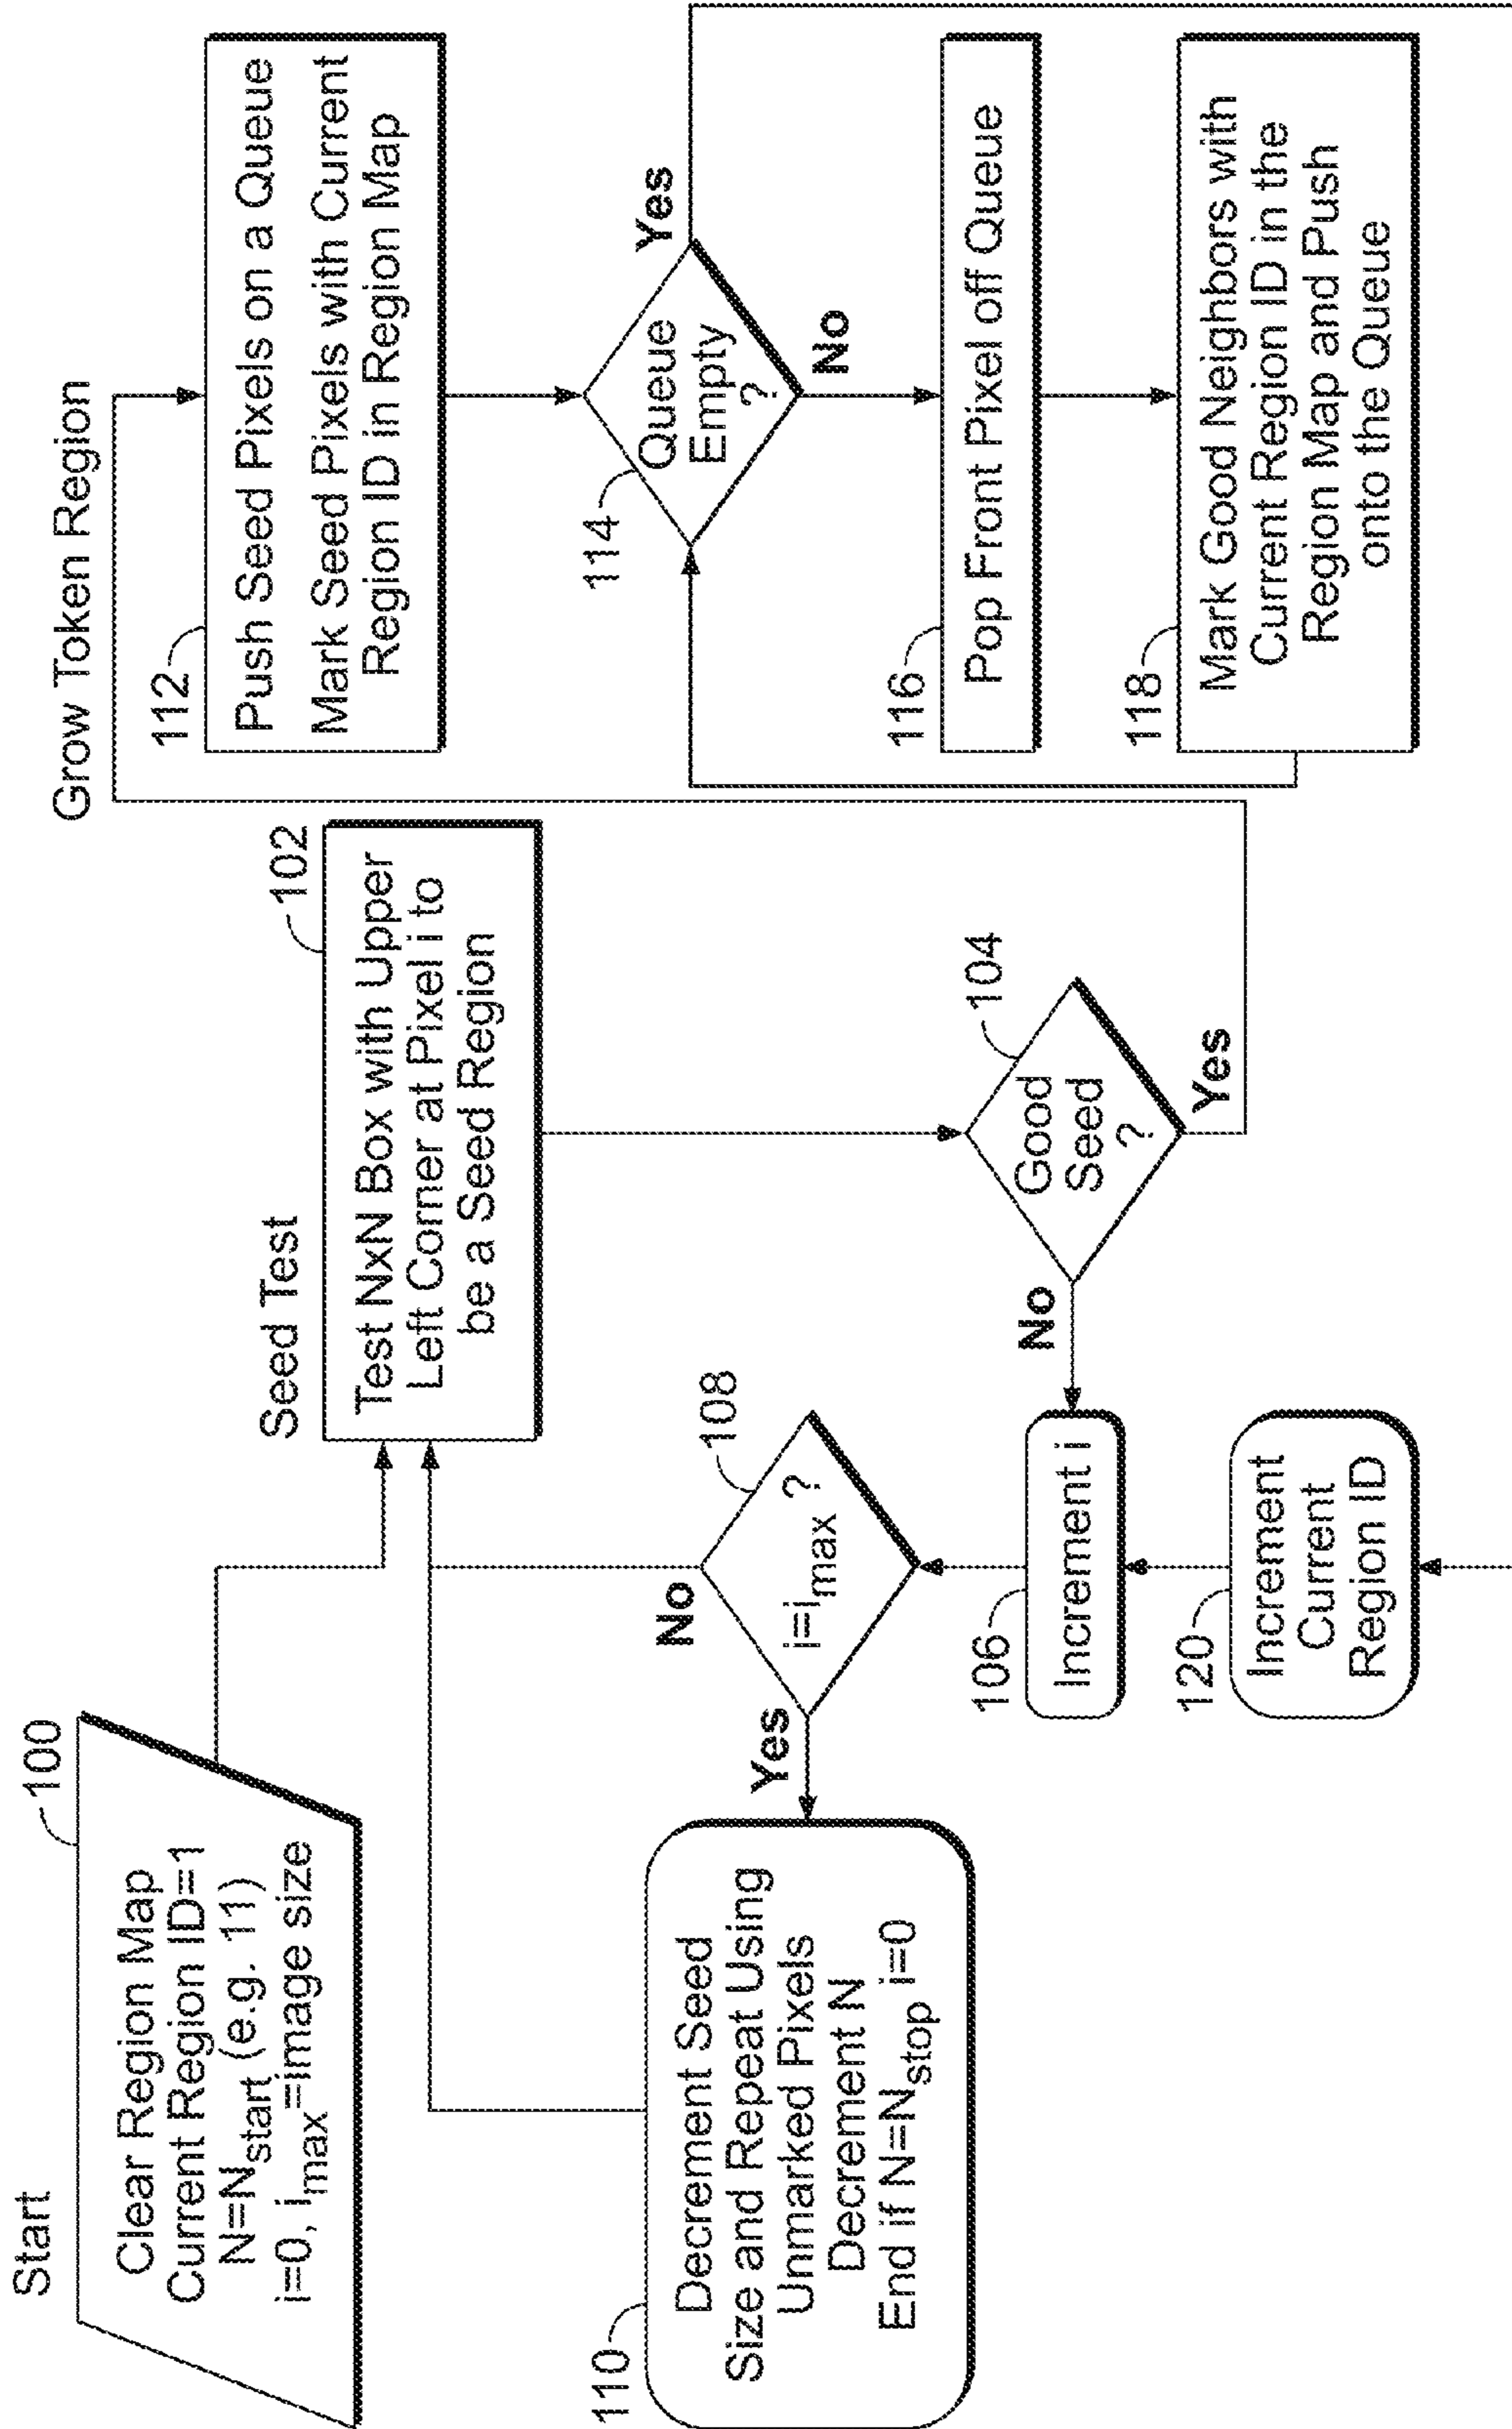 Start
100
Clear Region Map
Current Region ID=1
N=Nstart (e.g. 11)
i=0, imax=image size
Seed Test
102
Test NxN Box with Upper
Left Corner at Pixel i to
be a Seed Region
104
Good
Seed
?
Yes
No
106
Increment i
108
i=imax ?
No
Yes
110
Decrement Seed
Size and Repeat Using
Unmarked Pixels
Decrement N
End if N=Nstop i=0
Grow Token Region
112
Push Seed Pixels on a Queue
Mark Seed Pixels with Current
Region ID in Region Map
114
Queue
Empty
?
Yes
No
116
Pop Front Pixel off Queue
118
Mark Good Neighbors with
Current Region ID in the
Region Map and Push
onto the Queue
120
Increment
Current
Region ID